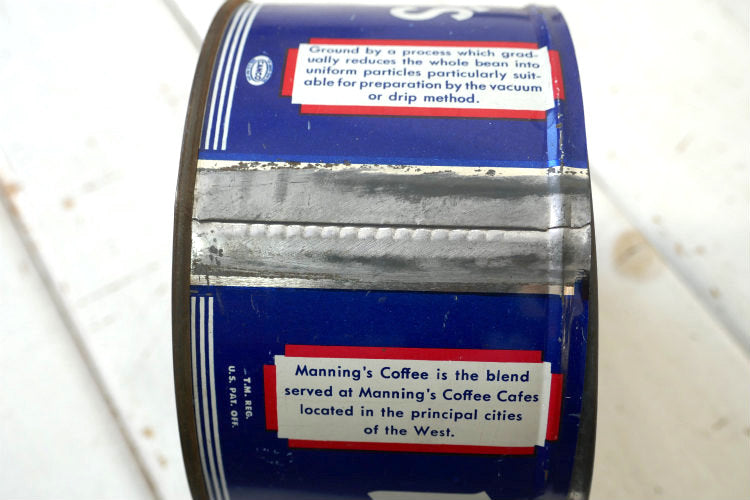 S
Ground by a process which grad-
ually reduces the whole bean into
uniform particles particularly suit-
able for preparation by the vacuum
or drip method.
CANCO
T.M. REG.
U.S. PAT. OFF.
Manning's Coffee is the blend
served at Manning's Coffee Cafes
located in the principal cities
of the West.